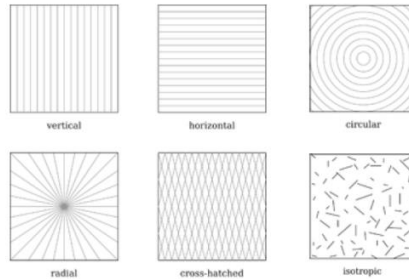 vertical
horizontal
circular
radial
cross-hatched
isotropic